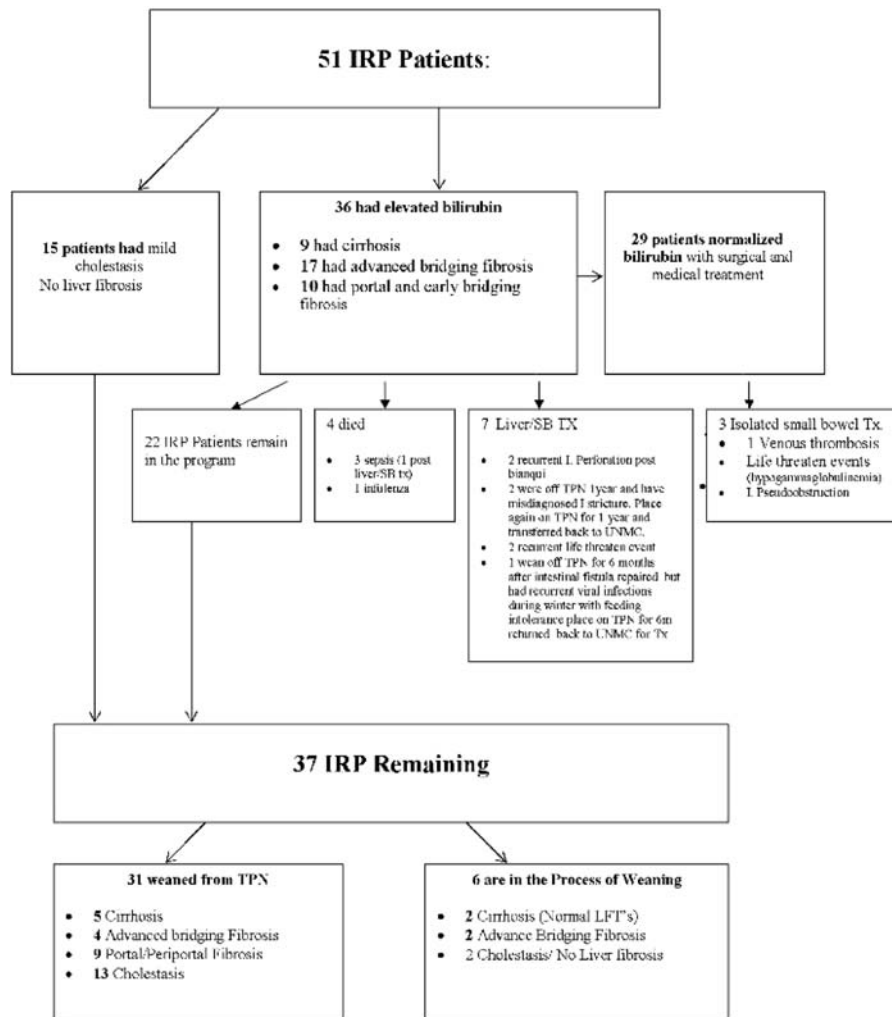 51 IRP Patients:
15 patients had mild
cholestasis
No liver fibrosis
36 had elevated bilirubin
• 9 had cirrhosis
• 17 had advanced bridging fibrosis
• 10 had portal and early bridging
fibrosis
29 patients normalized
bilirubin with surgical and
medical treatment
22 IRP Patients remain
in the program
4 died
• 3 sepsis (1 post
liver/SB tx)
• 1 infulenza
7 Liver/SB TX
• 2 recurrent I. Perforation post
bianqui
• 2 were off TPN 1year and have
misdiagnosed I stricture. Place
again on TPN for 1 year and
transferred back to UNMC.
• 2 recurrent life threaten event
• 1 wean off TPN for 6 months
after intestinal fistula repaired but
had recurrent viral infections
during winter with feeding
intolerance place on TPN for 6m
returned back to UNMC for Tx
3 Isolated small bowel Tx.
• 1 Venous thrombosis
• Life threaten events
(hypogammaglobulinemia)
• I. Pseudoobstruction
37 IRP Remaining
31 weaned from TPN
• 5 Cirrhosis
• 4 Advanced bridging Fibrosis
• 9 Portal/Periportal Fibrosis
• 13 Cholestasis
6 are in the Process of Weaning
• 2 Cirrhosis (Normal LFT's)
• 2 Advance Bridging Fibrosis
• 2 Cholestasis/ No Liver fibrosis